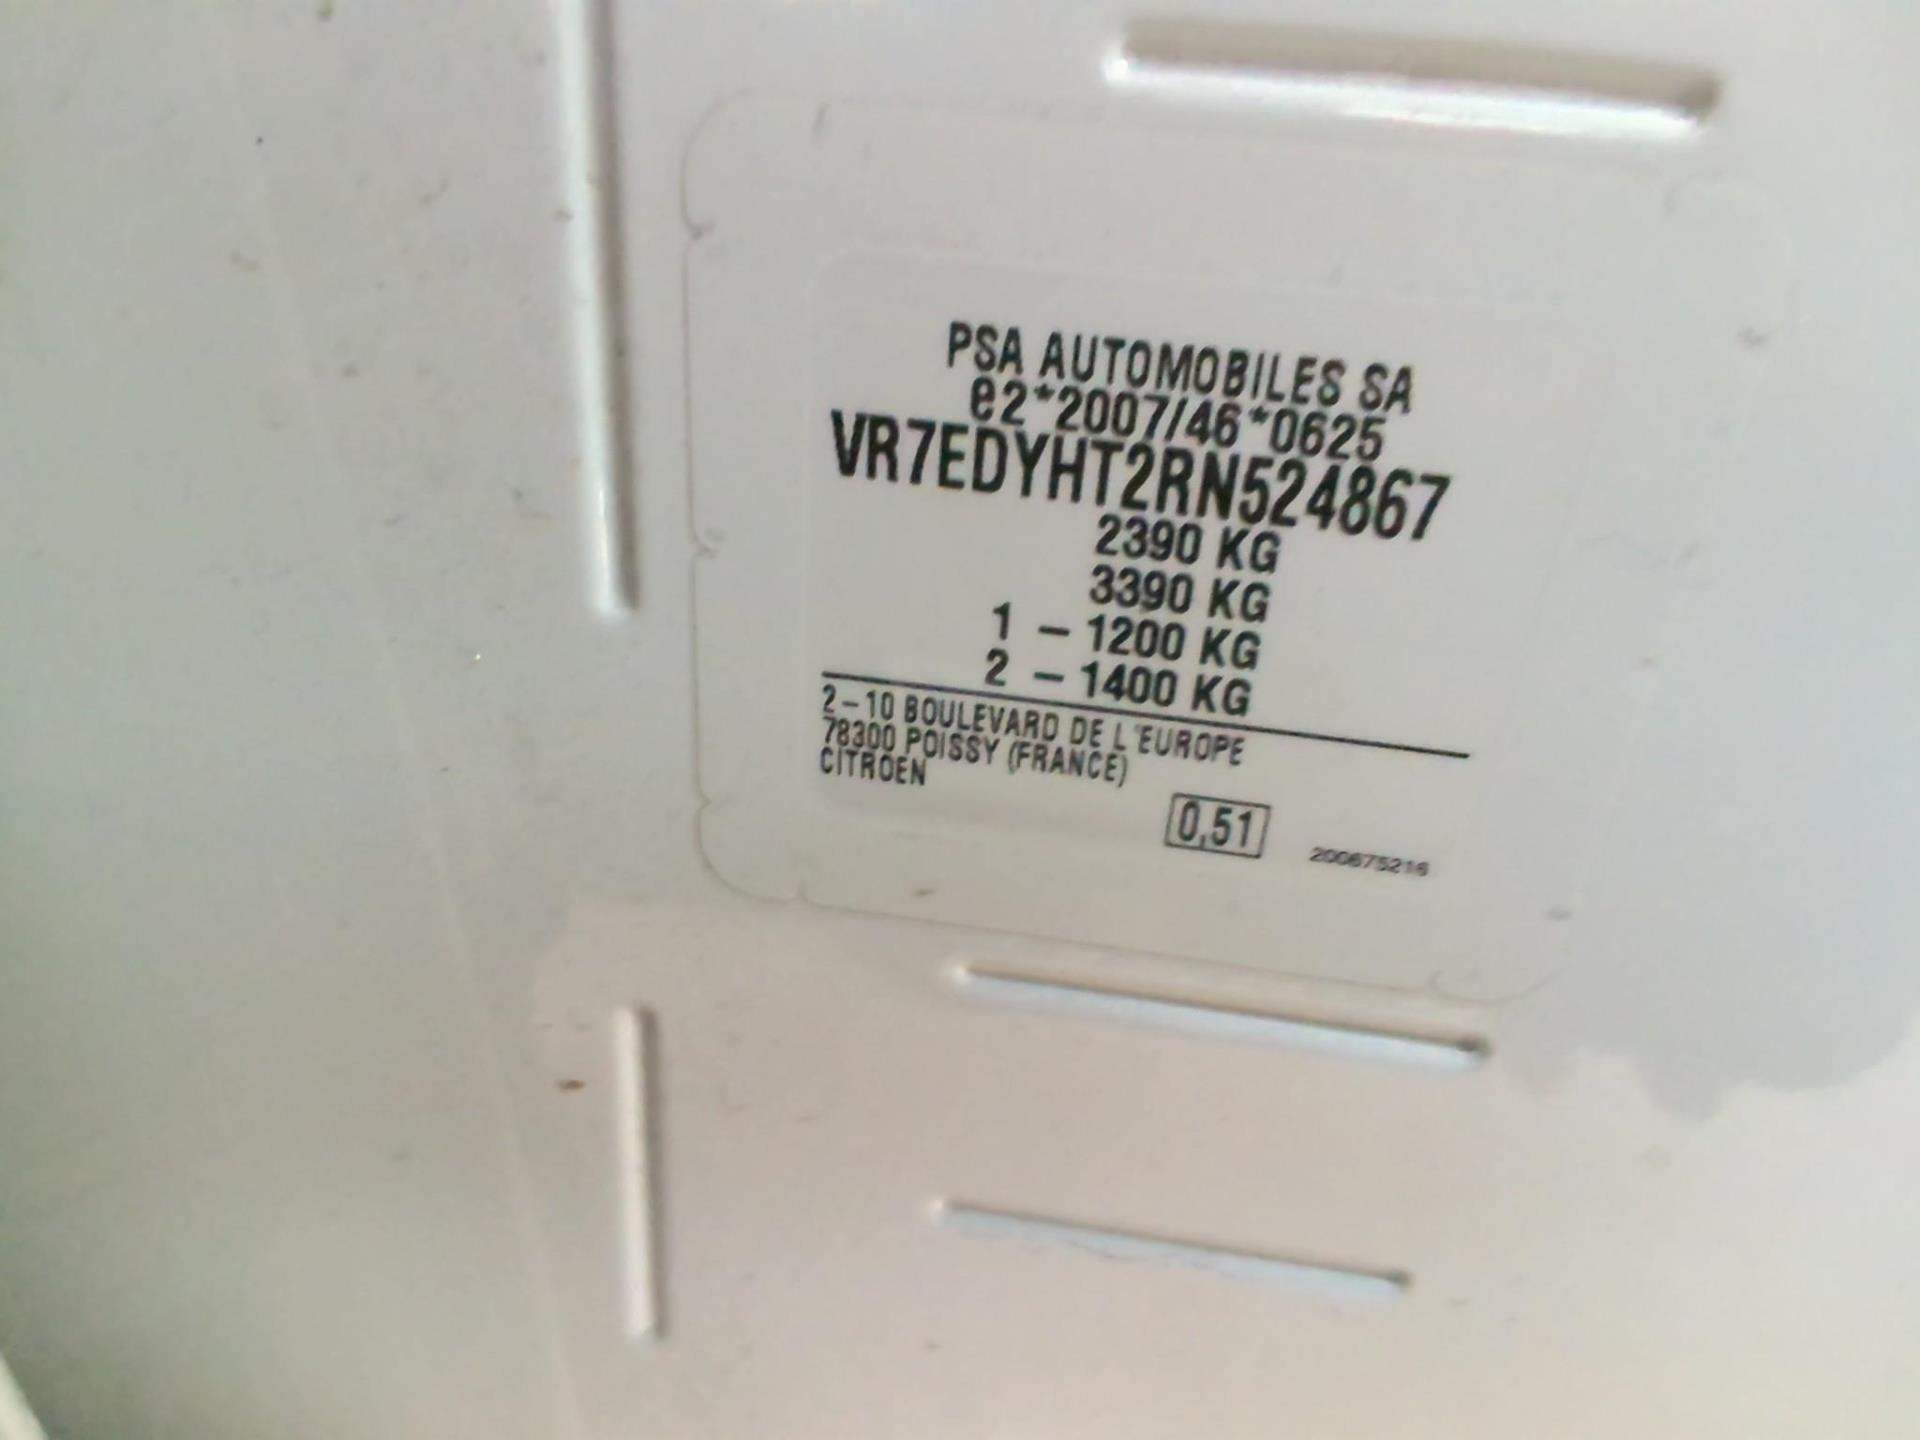 PSA AUTOMOBILES SA
e2*2007/46*0625
VR7EDYHT2RN524867
2390 KG
3390 KG
1 - 1200 KG
2 - 1400 KG
2-10 BOULEVARD DE L'EUROPE
78300 POISSY (FRANCE)
CITROEN
0,51
200675216